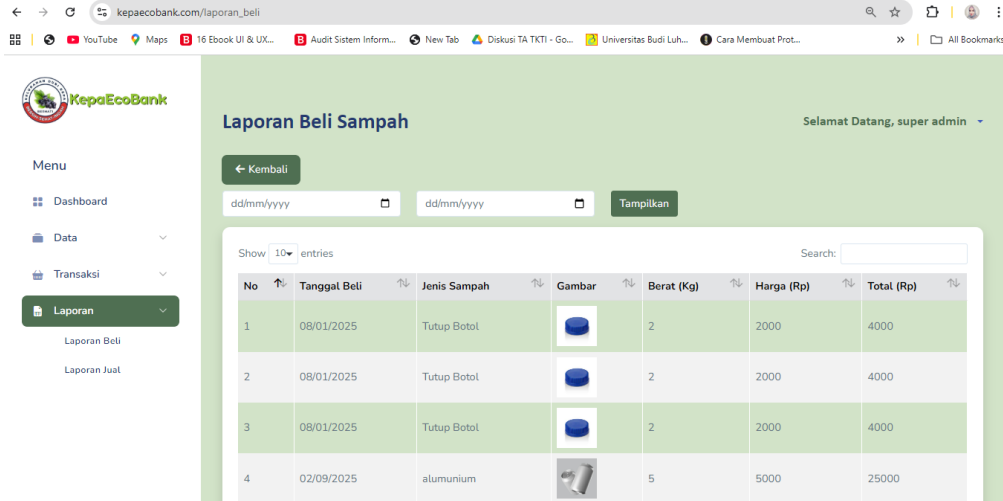 kepaecobank.com/laporan_beli
YouTube Maps 16 Ebook UI & UX... Audit Sistem Inform... New Tab Diskusi TA TKTI - Go... Universitas Budi Luh... Cara Membuat Prot... » All Bookmarks
KepaEcoBank
Laporan Beli Sampah
Selamat Datang, super admin
Menu
Dashboard
Data
Transaksi
Laporan
Laporan Beli
Laporan Jual
← Kembali
dd/mm/yyyy dd/mm/yyyy Tampilkan
Show 10 entries Search:
No Tanggal Beli Jenis Sampah Gambar Berat (Kg) Harga (Rp) Total (Rp)
1 08/01/2025 Tutup Botol 2 2000 4000
2 08/01/2025 Tutup Botol 2 2000 4000
3 08/01/2025 Tutup Botol 2 2000 4000
4 02/09/2025 alumunium 5 5000 25000